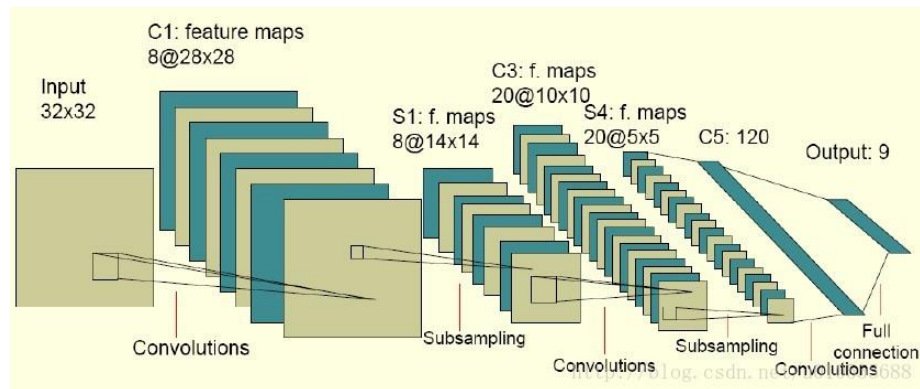 Input
32x32
C1: feature maps
8@28x28
S1: f. maps
8@14x14
C3: f. maps
20@10x10
S4: f. maps
20@5x5
C5: 120
Output: 9
Convolutions
Subsampling
Convolutions
Subsampling
Convolutions
Full
connection